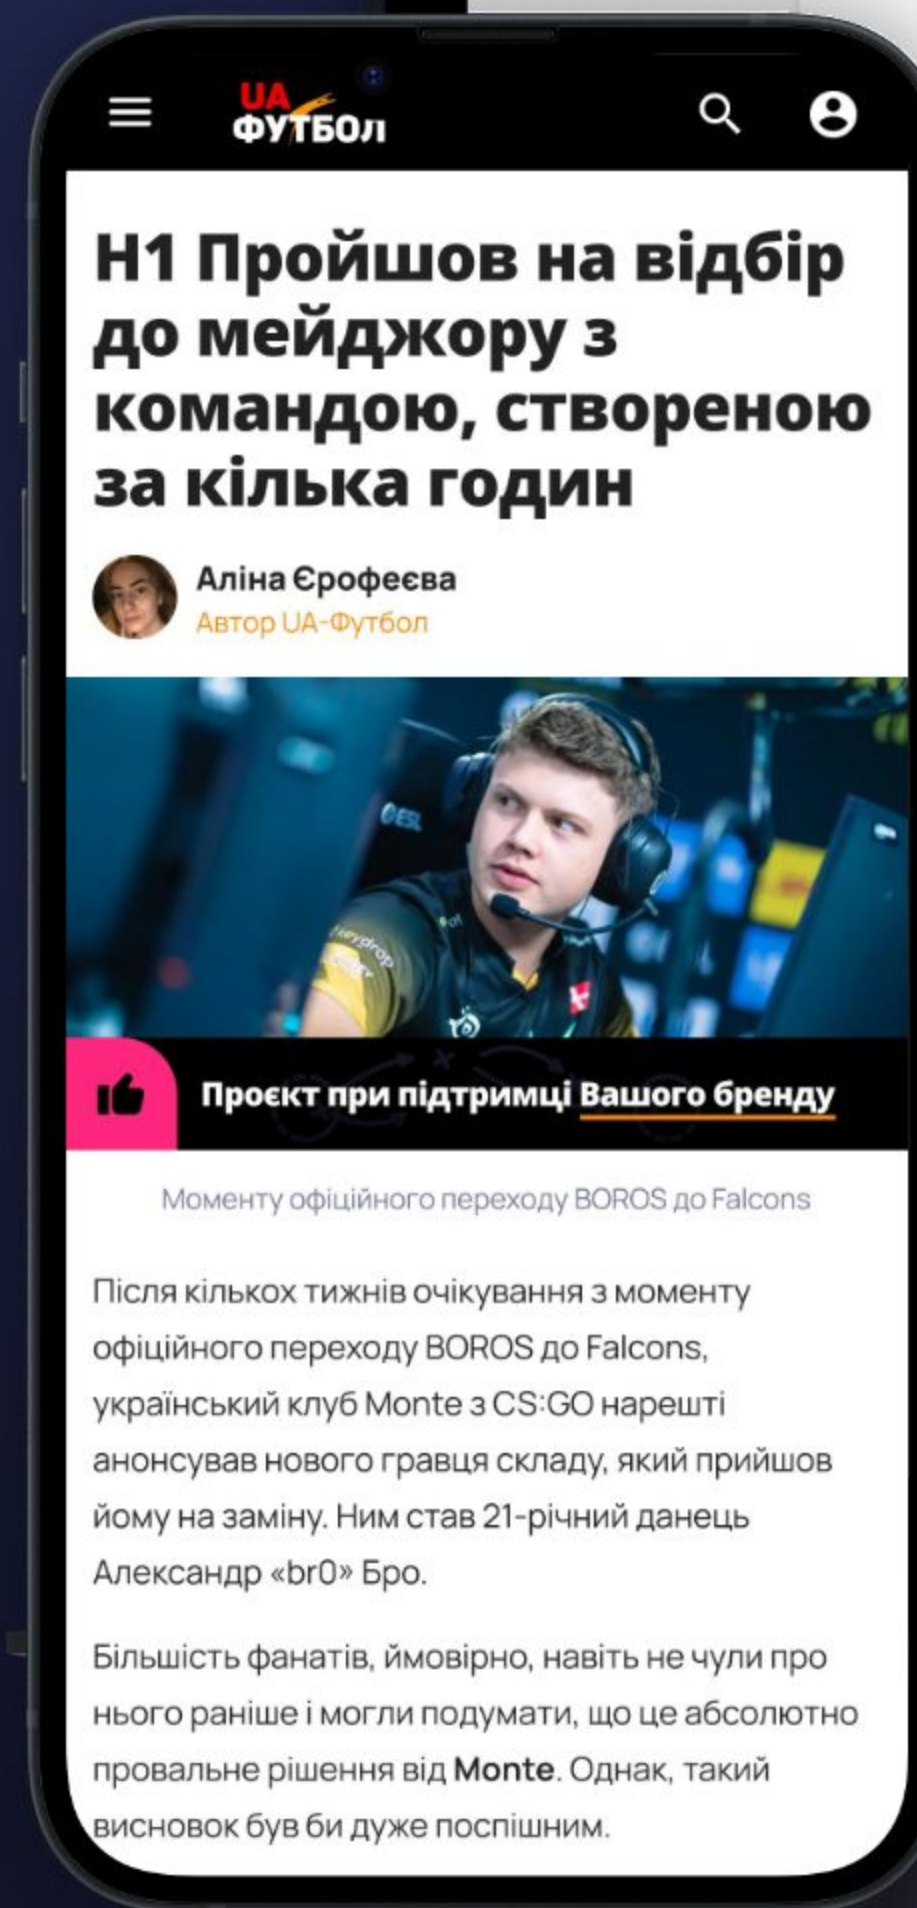 UA
ФУТБОЛ
H1 Пройшов на відбір
до мейджору з
командою, створеною
за кілька годин
Аліна Єрофеєва
Автор UA-Футбол
ESL
keydrop
Проєкт при підтримці Вашого бренду
Моменту офіційного переходу BOROS до Falcons
Після кількох тижнів очікування з моменту
офіційного переходу BOROS до Falcons,
український клуб Monte з CS:GO нарешті
анонсував нового гравця складу, який прийшов
йому на заміну. Ним став 21-річний данець
Александр «br0» Бро.
Більшість фанатів, ймовірно, навіть не чули про
нього раніше і могли подумати, що це абсолютно
провальне рішення від Monte. Однак, такий
висновок був би дуже поспішним.